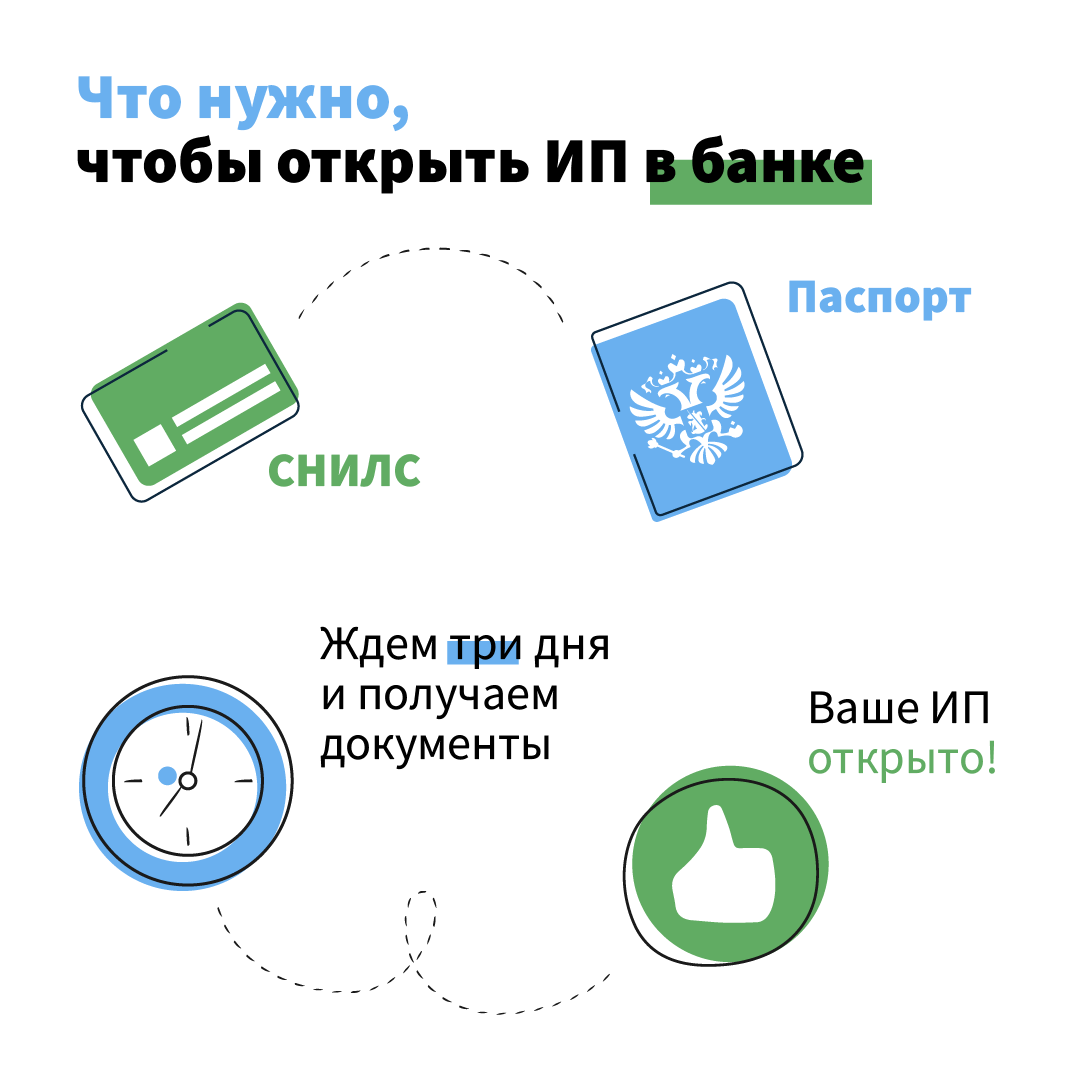 Что нужно,
чтобы открыть ИП в банке
Паспорт
СНИЛС
Ждем три дня
и получаем
документы
Ваше ИП
открыто!